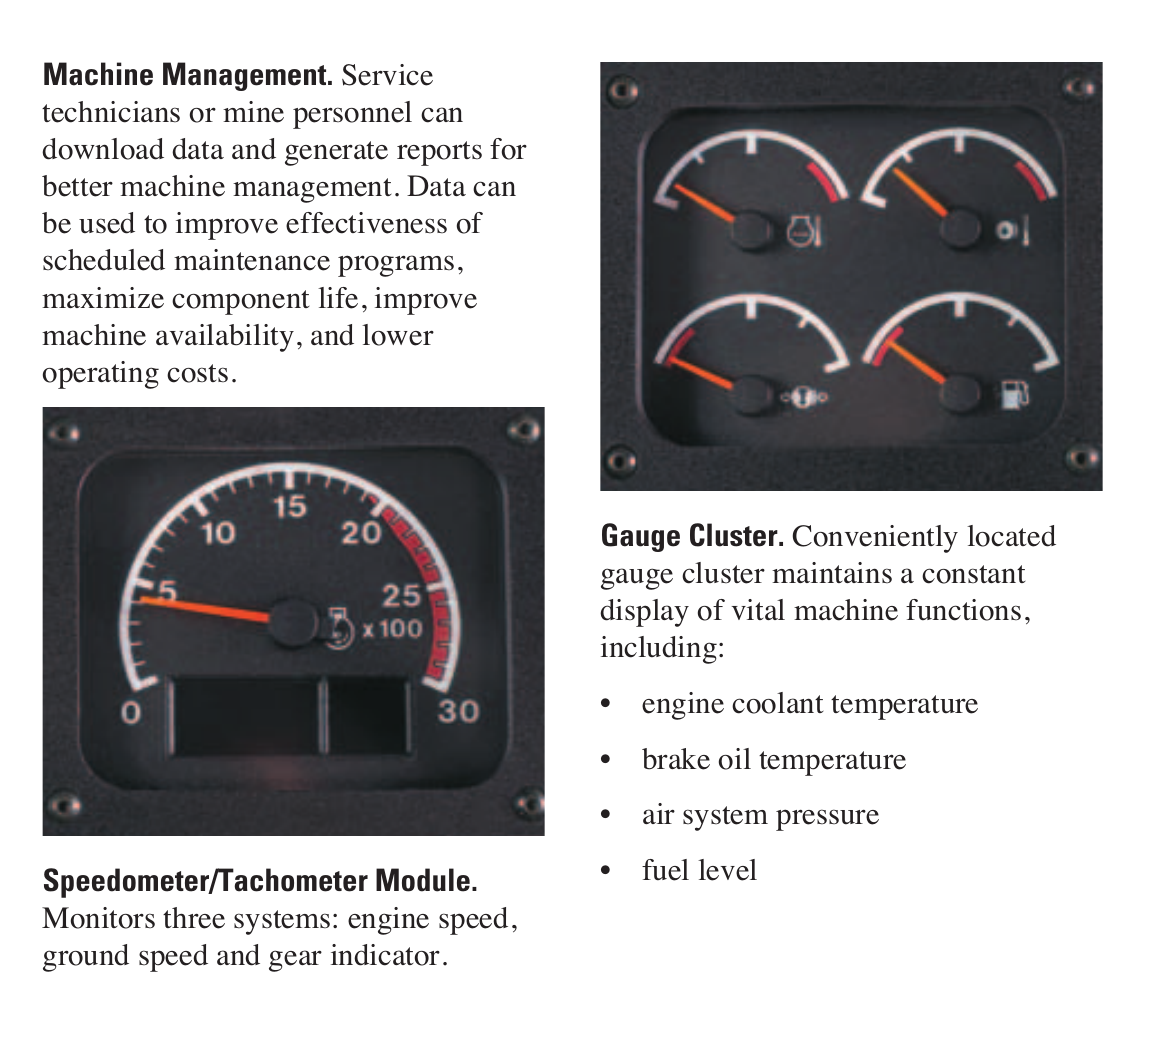 Machine Management. Service
technicians or mine personnel can
download data and generate reports for
better machine management. Data can
be used to improve effectiveness of
scheduled maintenance programs,
maximize component life, improve
machine availability, and lower
operating costs.
0
5
10
15
20
25
30
x100
Speedometer/Tachometer Module.
Monitors three systems: engine speed,
ground speed and gear indicator.
Gauge Cluster. Conveniently located
gauge cluster maintains a constant
display of vital machine functions,
including:
• engine coolant temperature
• brake oil temperature
• air system pressure
• fuel level